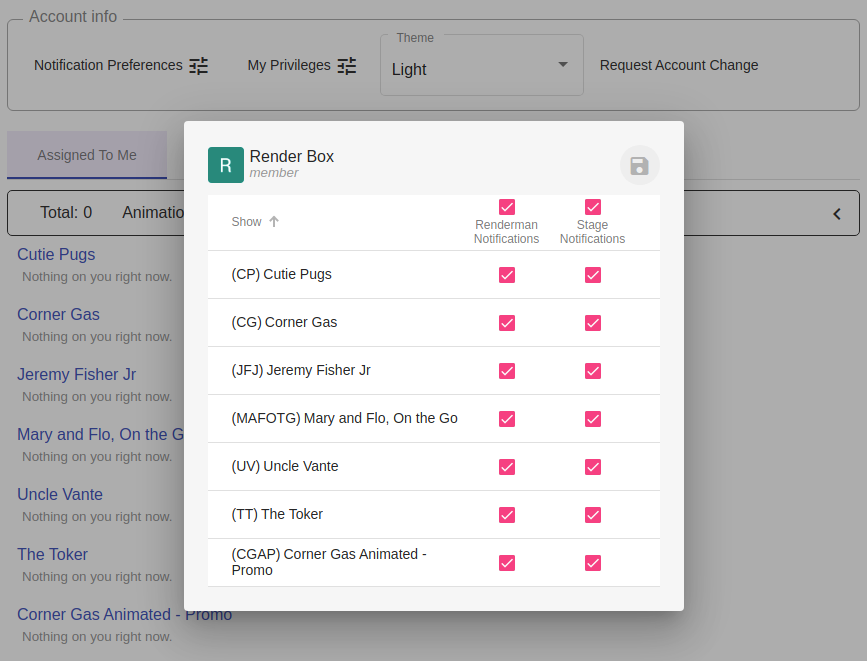 Account info
Notification Preferences
My Privileges
Theme
Light
Request Account Change
Assigned To Me
Total: 0
Animatio
Cutie Pugs
Nothing on you right now.
Corner Gas
Nothing on you right now.
Jeremy Fisher Jr
Nothing on you right now.
Mary and Flo, On the G
Nothing on you right now.
Uncle Vante
Nothing on you right now.
The Toker
Nothing on you right now.
Corner Gas Animated - Promo
Nothing on you right now.
R
Render Box
member
Show
Renderman
Notifications
Stage
Notifications
(CP) Cutie Pugs
(CG) Corner Gas
(JFJ) Jeremy Fisher Jr
(MAFOTG) Mary and Flo, On the Go
(UV) Uncle Vante
(TT) The Toker
(CGAP) Corner Gas Animated -
Promo